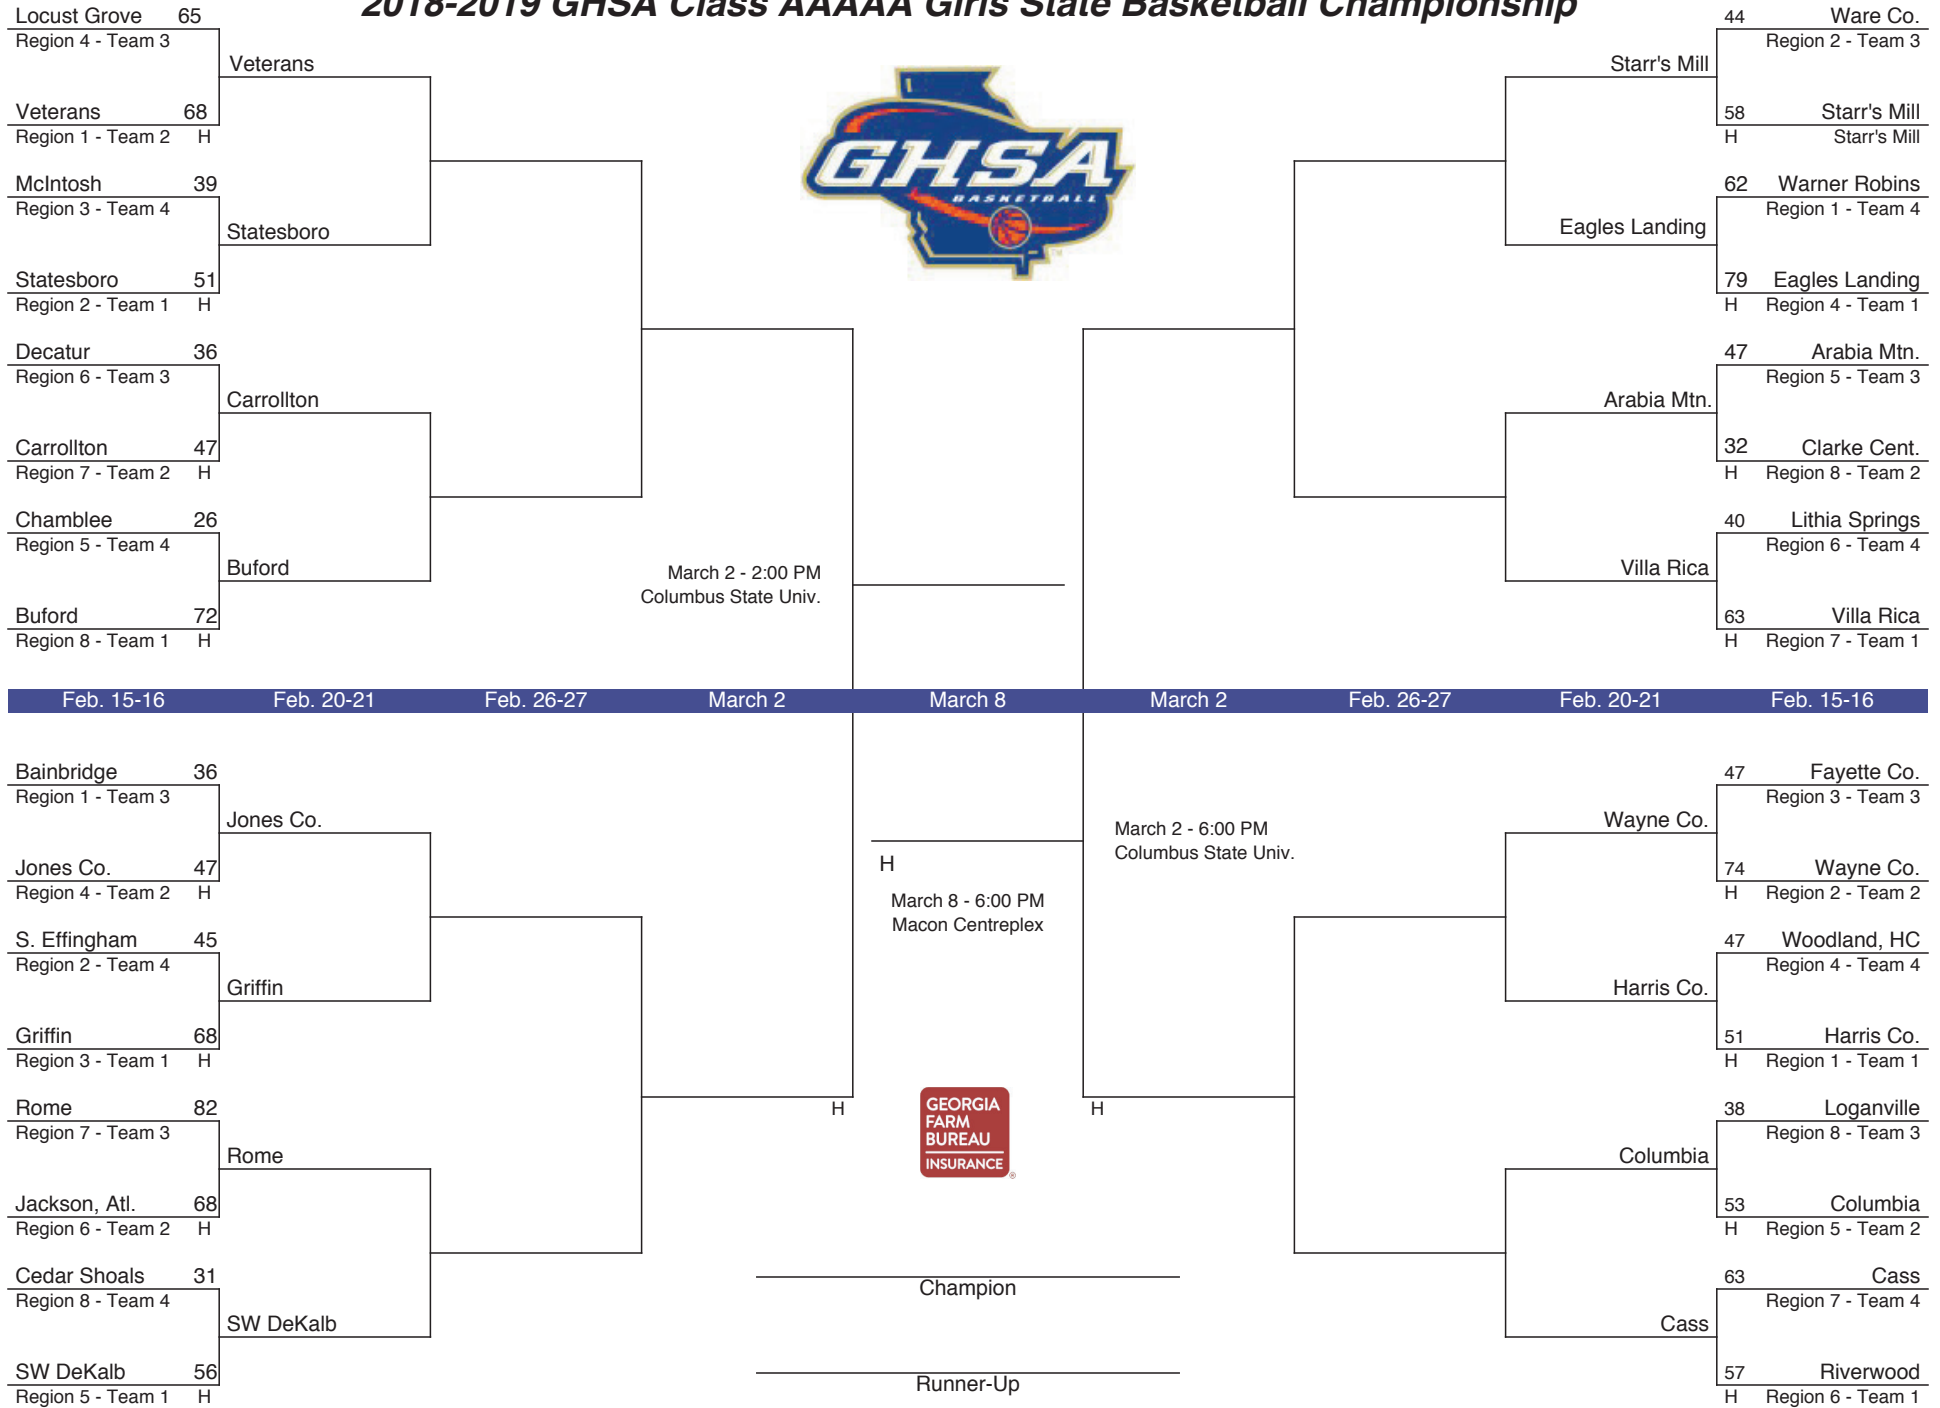 2018-2019 GHSA Class AAAAA Girls State Basketball Championship
Locust Grove 65
Region 4 - Team 3
Veterans
Veterans 68
Region 1 - Team 2 H
McIntosh 39
Region 3 - Team 4
Statesboro
Statesboro 51
Region 2 - Team 1 H
Decatur 36
Region 6 - Team 3
Carrollton
Carrollton 47
Region 7 - Team 2 H
Chamblee 26
Region 5 - Team 4
Buford
Buford 72
Region 8 - Team 1 H
GHSA
BASKETBALL
TM
March 2 - 2:00 PM
Columbus State Univ.
44 Ware Co.
Region 2 - Team 3
Starr's Mill
58 Starr's Mill
H Starr's Mill
62 Warner Robins
Region 1 - Team 4
Eagles Landing
79 Eagles Landing
H Region 4 - Team 1
47 Arabia Mtn.
Region 5 - Team 3
Arabia Mtn.
32 Clarke Cent.
H Region 8 - Team 2
40 Lithia Springs
Region 6 - Team 4
Villa Rica
63 Villa Rica
H Region 7 - Team 1
Feb. 15-16 Feb. 20-21 Feb. 26-27 March 2 March 8 March 2 Feb. 26-27 Feb. 20-21 Feb. 15-16
Bainbridge 36
Region 1 - Team 3
Jones Co.
Jones Co. 47
Region 4 - Team 2 H
S. Effingham 45
Region 2 - Team 4
Griffin
Griffin 68
Region 3 - Team 1 H
Rome 82
Region 7 - Team 3
Rome
Jackson, Atl. 68
Region 6 - Team 2 H
Cedar Shoals 31
Region 8 - Team 4
SW DeKalb
SW DeKalb 56
Region 5 - Team 1 H
H
March 8 - 6:00 PM
Macon Centreplex
March 2 - 6:00 PM
Columbus State Univ.
H
H
GEORGIA
FARM
BUREAU
INSURANCE
®
Champion
Runner-Up
47 Fayette Co.
Region 3 - Team 3
Wayne Co.
74 Wayne Co.
H Region 2 - Team 2
47 Woodland, HC
Region 4 - Team 4
Harris Co.
51 Harris Co.
H Region 1 - Team 1
38 Loganville
Region 8 - Team 3
Columbia
53 Columbia
H Region 5 - Team 2
63 Cass
Region 7 - Team 4
Cass
57 Riverwood
H Region 6 - Team 1